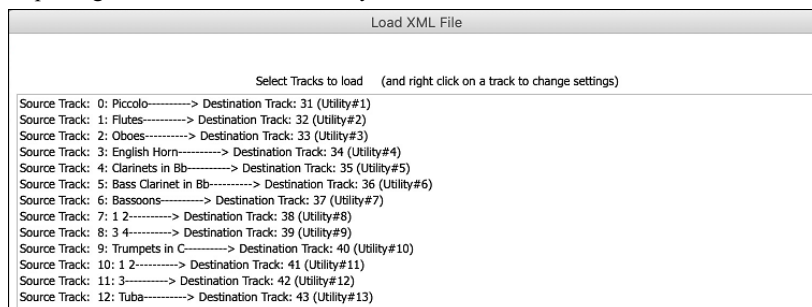 Load XML File
Select Tracks to load (and right click on a track to change settings)
Source Track: 0: Piccolo----------> Destination Track: 31 (Utility#1)
Source Track: 1: Flutes----------> Destination Track: 32 (Utility#2)
Source Track: 2: Oboes----------> Destination Track: 33 (Utility#3)
Source Track: 3: English Horn----------> Destination Track: 34 (Utility#4)
Source Track: 4: Clarinets in Bb----------> Destination Track: 35 (Utility#5)
Source Track: 5: Bass Clarinet in Bb----------> Destination Track: 36 (Utility#6)
Source Track: 6: Bassoons----------> Destination Track: 37 (Utility#7)
Source Track: 7: 1 2----------> Destination Track: 38 (Utility#8)
Source Track: 8: 3 4----------> Destination Track: 39 (Utility#9)
Source Track: 9: Trumpets in C----------> Destination Track: 40 (Utility#10)
Source Track: 10: 1 2----------> Destination Track: 41 (Utility#11)
Source Track: 11: 3----------> Destination Track: 42 (Utility#12)
Source Track: 12: Tuba----------> Destination Track: 43 (Utility#13)